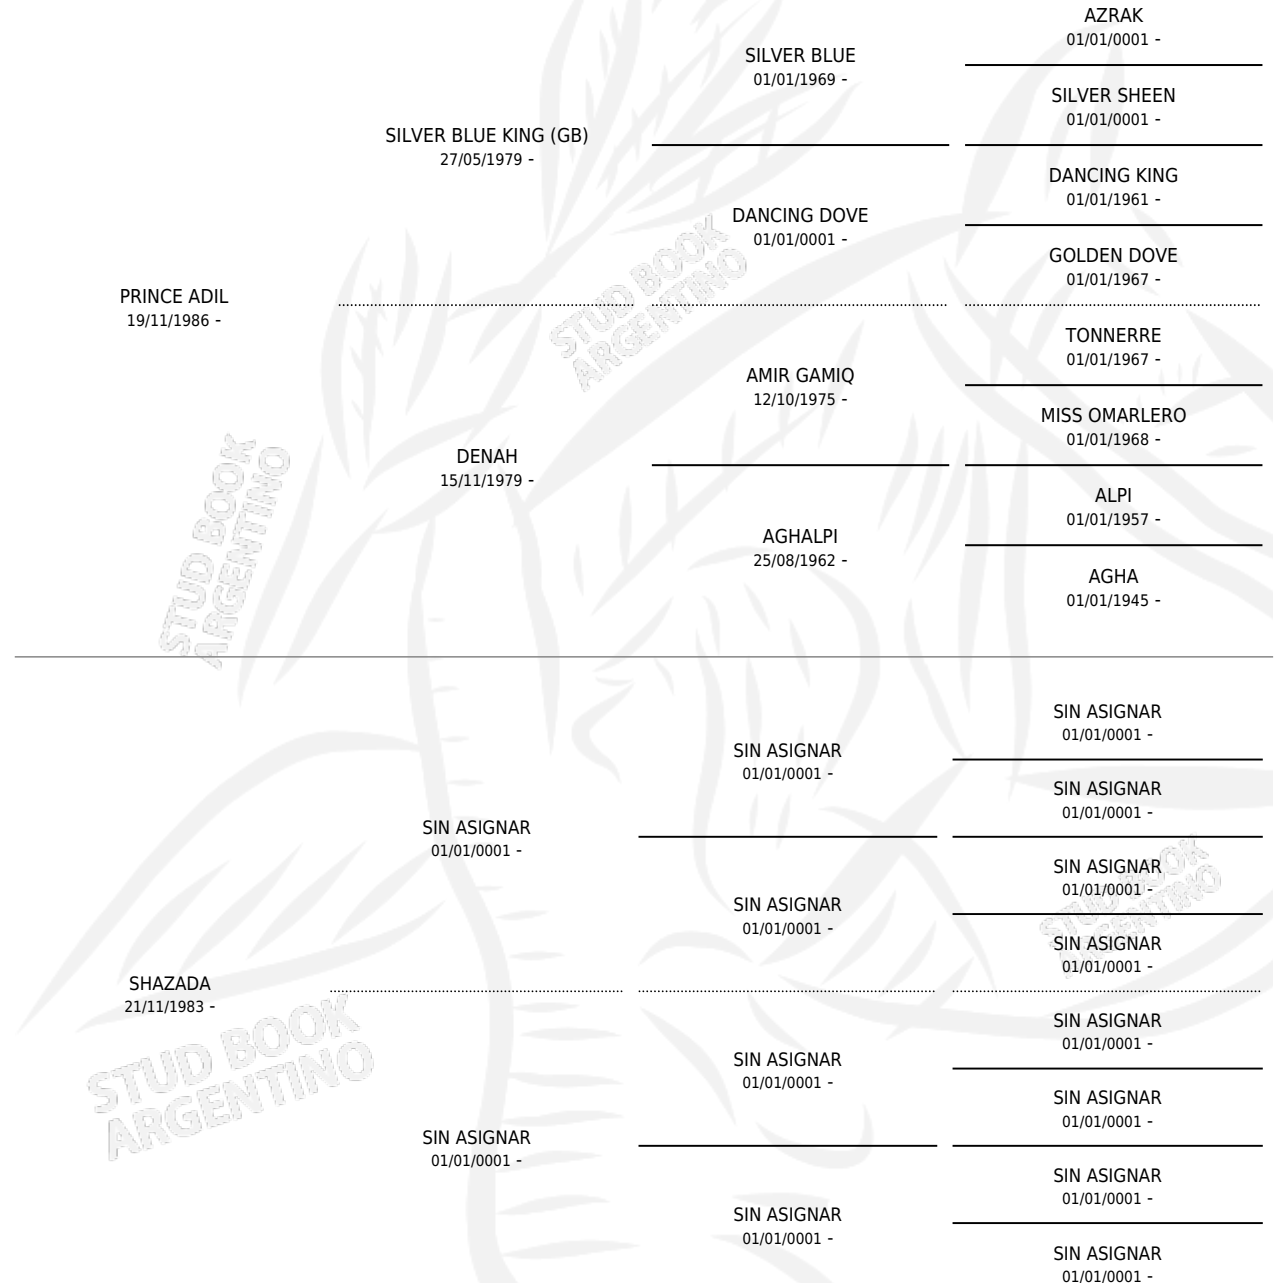 AZRAK
01/01/0001 -
SILVER BLUE
01/01/1969 -
SILVER SHEEN
01/01/0001 -
SILVER BLUE KING (GB)
27/05/1979 -
DANCING KING
01/01/1961 -
DANCING DOVE
01/01/0001 -
GOLDEN DOVE
01/01/1967 -
PRINCE ADIL
19/11/1986 -
TONNERRE
01/01/1967 -
AMIR GAMIQ
12/10/1975 -
MISS OMARLERO
01/01/1968 -
DENAH
15/11/1979 -
ALPI
01/01/1957 -
AGHALPI
25/08/1962 -
AGHA
01/01/1945 -
STUD BOOK
ARGENTINO
STUD BOOK
ARGENTINO
SIN ASIGNAR
01/01/0001 -
SIN ASIGNAR
01/01/0001 -
SIN ASIGNAR
01/01/0001 -
SIN ASIGNAR
01/01/0001 -
SIN ASIGNAR
01/01/0001 -
SIN ASIGNAR
01/01/0001 -
SIN ASIGNAR
01/01/0001 -
SHAZADA
21/11/1983 -
SIN ASIGNAR
01/01/0001 -
SIN ASIGNAR
01/01/0001 -
SIN ASIGNAR
01/01/0001 -
SIN ASIGNAR
01/01/0001 -
SIN ASIGNAR
01/01/0001 -
SIN ASIGNAR
01/01/0001 -
SIN ASIGNAR
01/01/0001 -
STUD BOOK
ARGENTINO
STUD BOOK
ARGENTINO